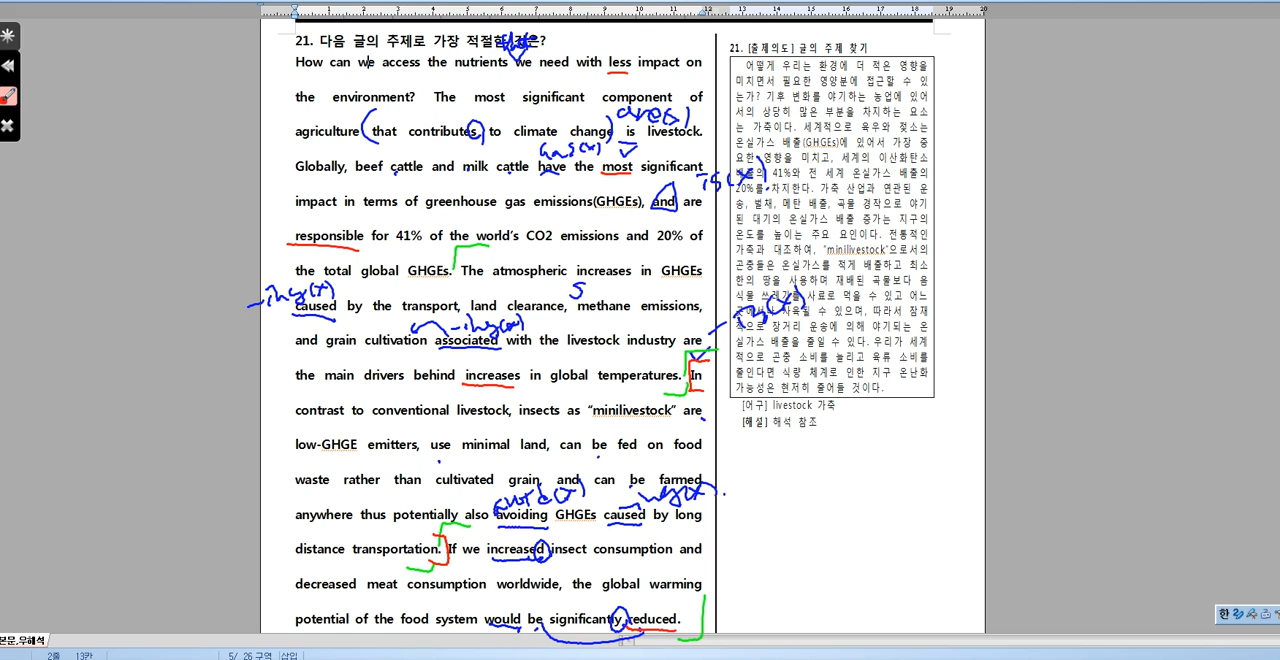 21. 다음 글의 주제로 가장 적절한 것은?
How can we access the nutrients we need with less impact on
the environment? The most significant component of
are(x)
agriculture (that contributes to climate change) is livestock.
has(x)
Globally, beef cattle and milk cattle have the most significant
is(x)
impact in terms of greenhouse gas emissions(GHGEs), and are
responsible for 41% of the world's CO2 emissions and 20% of
the total global GHGEs. The atmospheric increases in GHGEs
-ing(x)
caused by the transport, land clearance, methane emissions,
-ing(x)
and grain cultivation associated with the livestock industry are
the main drivers behind increases in global temperatures. In
contrast to conventional livestock, insects as “minilivestock” are
low-GHGE emitters, use minimal land, can be fed on food
waste rather than cultivated grain, and can be farmed
avoid(x) -ing(x)
anywhere thus potentially also avoiding GHGEs caused by long
distance transportation. If we increased insect consumption and
decreased meat consumption worldwide, the global warming
potential of the food system would be significantly reduced.
21. [출제의도] 글의 주제 찾기
어떻게 우리는 환경에 더 적은 영향을
미치면서 필요한 영양분에 접근할 수 있
는가? 기후 변화를 야기하는 농업에 있어
서의 상당히 많은 부분을 차지하는 요소
는 가축이다. 세계적으로 육우와 젖소는
온실가스 배출(GHGEs)에 있어서 가장 중
요한 영향을 미치고, 세계의 이산화탄소
배출의 41%와 전 세계 온실가스 배출의
20%를 차지한다. 가축 산업과 연관된 운
송, 벌채, 메탄 배출, 곡물 경작으로 야기
된 대기의 온실가스 배출 증가는 지구의
온도를 높이는 주요 요인이다. 전통적인
가축과 대조하여, “minilivestock”으로서의
곤충들은 온실가스를 적게 배출하고 최소
한의 땅을 사용하며 재배된 곡물보다 음
식물 쓰레기를 사료로 먹을 수 있고 어느
곳에서나 사육될 수 있으며, 따라서 잠재
적으로 장거리 운송에 의해 야기되는 온
실가스 배출을 줄일 수 있다. 우리가 세계
적으로 곤충 소비를 늘리고 육류 소비를
줄인다면 식량 체계로 인한 지구 온난화
가능성은 현저히 줄어들 것이다.
[어구] livestock 가축
[해설] 해석 참조
본문,우해석
2줄 13칸 5/ 26 구역 삽입